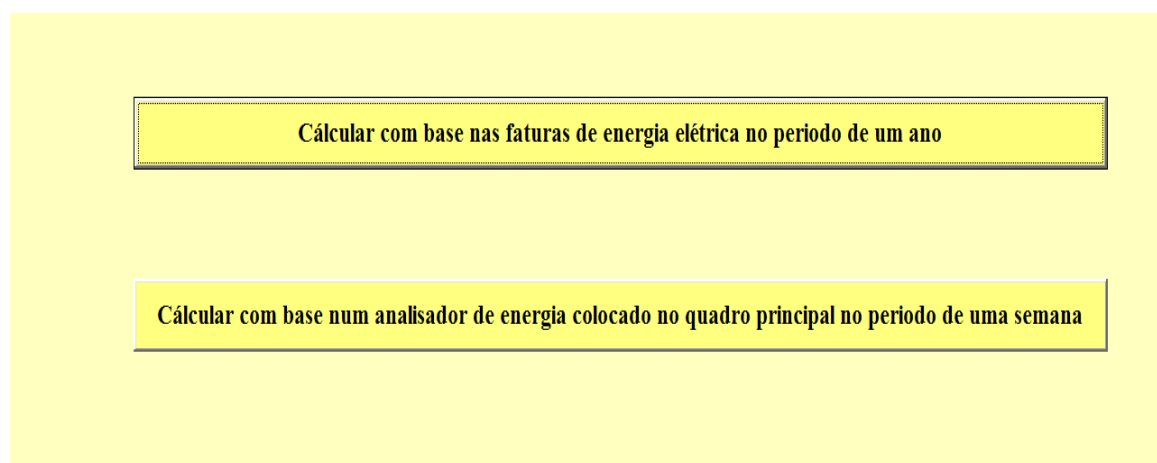 Cálcular com base nas faturas de energia elétrica no periodo de um ano
Cálcular com base num analisador de energia colocado no quadro principal no periodo de uma semana